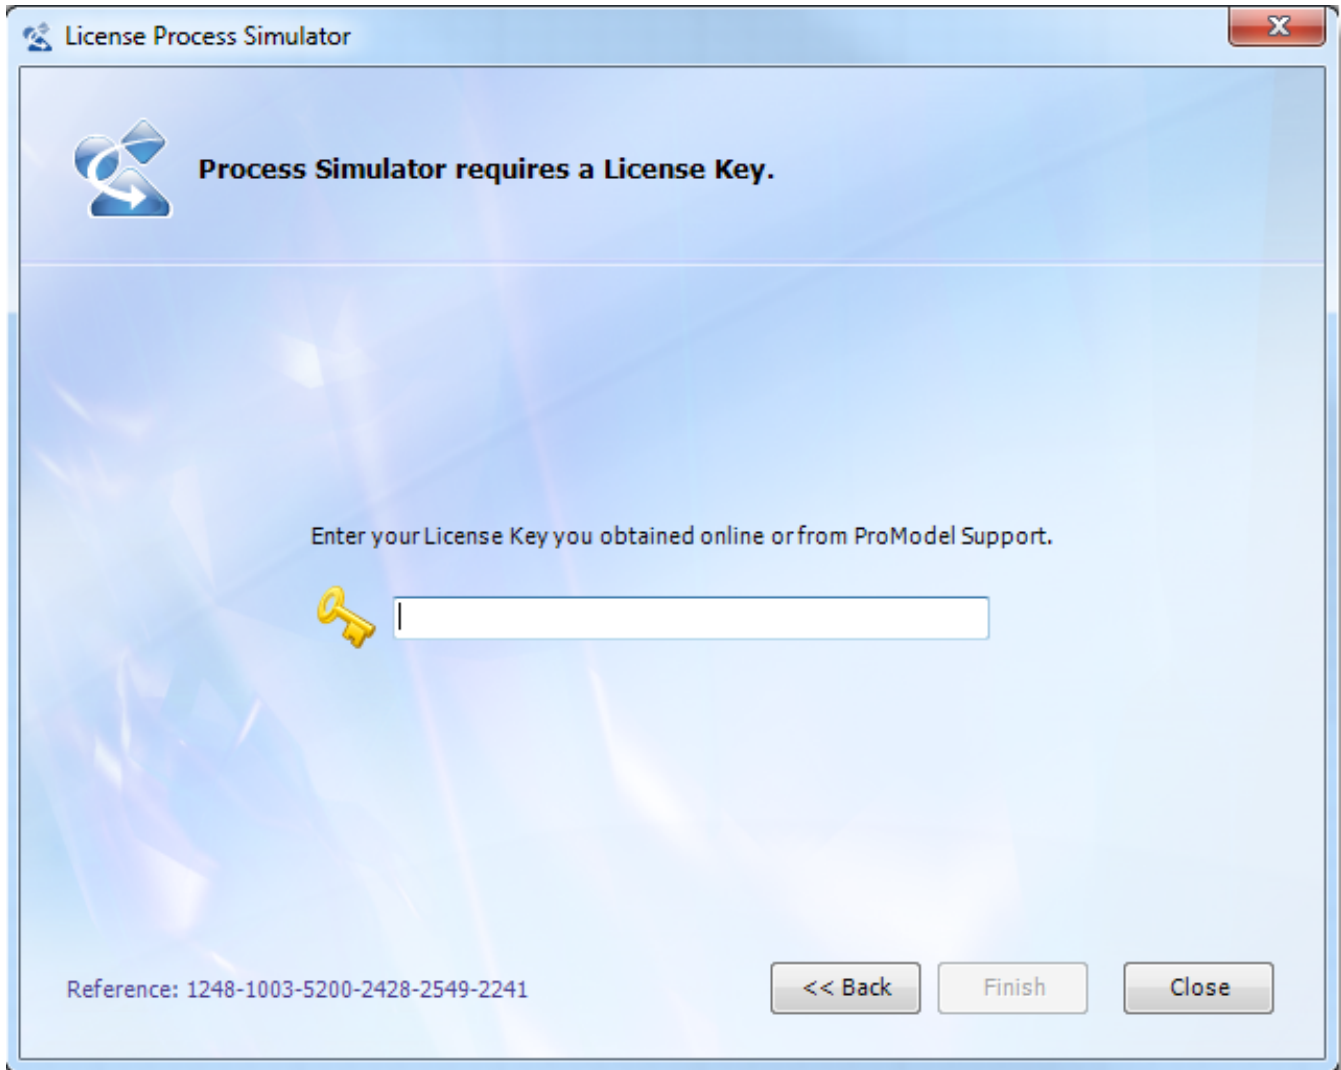 License Process Simulator
Process Simulator requires a License Key.
Enter your License Key you obtained online or from ProModel Support.
Reference: 1248-1003-5200-2428-2549-2241
<< Back Finish Close